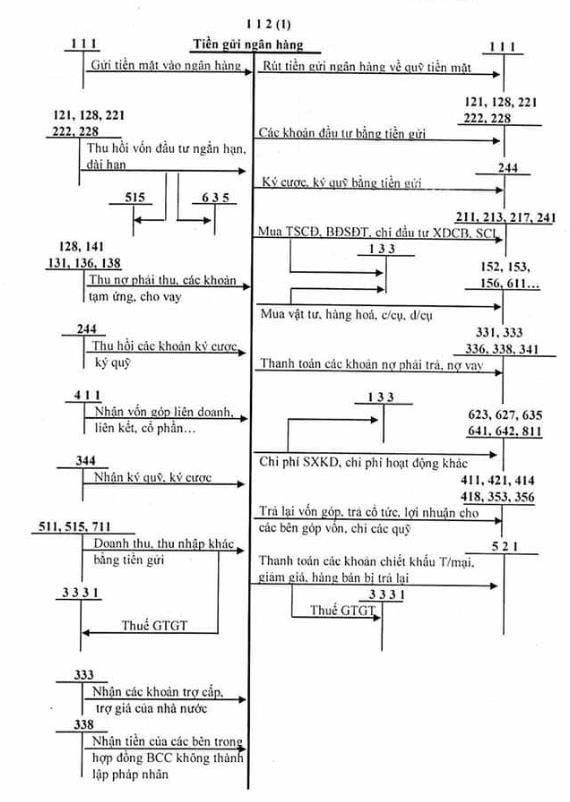 1 1 2 (1)
Tiền gửi ngân hàng
1 1 1
Gửi tiền mặt vào ngân hàng
121, 128, 221
222, 228
Thu hồi vốn đầu tư ngắn hạn,
dài hạn
515
6 3 5
128, 141
131, 136, 138
Thu nợ phải thu, các khoản
tạm ứng, cho vay
244
Thu hồi các khoản ký cược,
ký quỹ
4 1 1
Nhận vốn góp liên doanh,
liên kết, cổ phần...
344
Nhận ký quỹ, ký cược
511, 515, 711
Doanh thu, thu nhập khác
bằng tiền gửi
3 3 3 1
Thuế GTGT
333
Nhận các khoản trợ cấp,
trợ giá của nhà nước
338
Nhận tiền của các bên trong
hợp đồng BCC không thành
lập pháp nhân
1 1 1
Rút tiền gửi ngân hàng về quỹ tiền mặt
121, 128, 221
222, 228
Các khoản đầu tư bằng tiền gửi
244
Ký cược, ký quỹ bằng tiền gửi
211, 213, 217, 241
Mua TSCĐ, BĐSĐT, chi đầu tư XDCB, SCL
1 3 3
152, 153,
156, 611...
Mua vật tư, hàng hoá, c/cụ, d/cụ
331, 333
336, 338, 341
Thanh toán các khoản nợ phải trả, nợ vay
1 3 3
623, 627, 635
641, 642, 811
Chi phí SXKD, chi phí hoạt động khác
411, 421, 414
418, 353, 356
Trả lại vốn góp, trả cổ tức, lợi nhuận cho
các bên góp vốn, chi các quỹ
5 2 1
Thanh toán các khoản chiết khấu T/mại,
giảm giá, hàng bán bị trả lại
3 3 3 1
Thuế GTGT